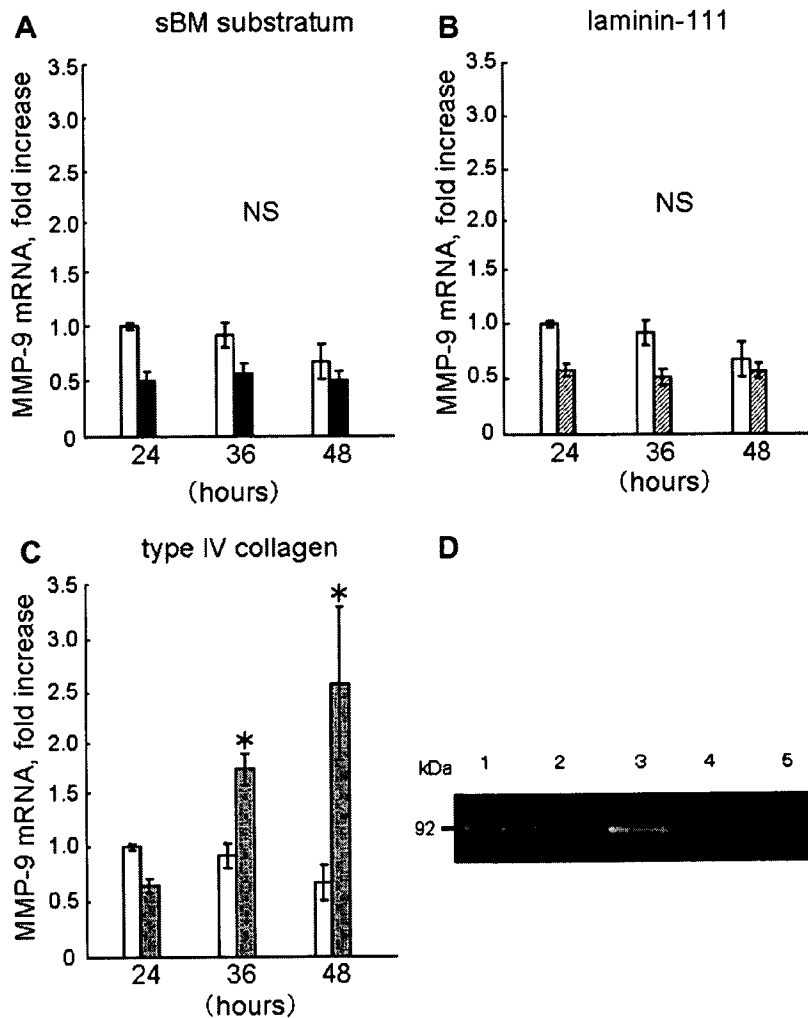 A
sBM substratum
MMP-9 mRNA, fold increase
3.5
3.0
2.5
2.0
1.5
1.0
0.5
0
NS
24 36 48
(hours)
B
laminin-111
MMP-9 mRNA, fold increase
3.5
3.0
2.5
2.0
1.5
1.0
0.5
0
NS
24 36 48
(hours)
C
type IV collagen
MMP-9 mRNA, fold increase
3.5
3.0
2.5
2.0
1.5
1.0
0.5
0
*
*
24 36 48
(hours)
D
kDa 1 2 3 4 5
92